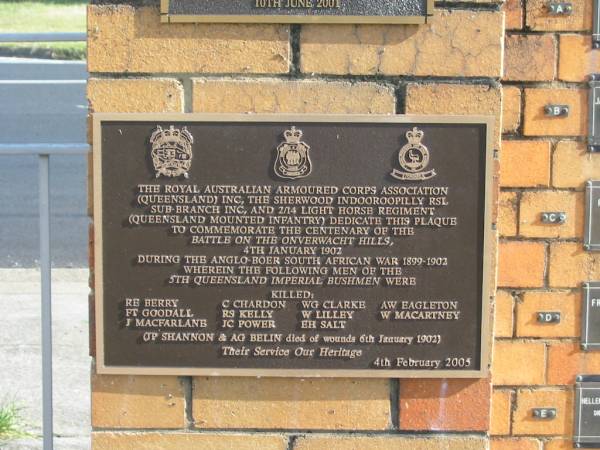 10TH JUNE 2001
THE ROYAL AUSTRALIAN ARMOURED CORPS ASSOCIATION
(QUEENSLAND) INC, THE SHERWOOD INDOOROOPILLY RSL
SUB-BRANCH INC, AND 2/14 LIGHT HORSE REGIMENT
(QUEENSLAND MOUNTED INFANTRY) DEDICATE THIS PLAQUE
TO COMMEMORATE THE CENTENARY OF THE
BATTLE ON THE ONVERWACHT HILLS,
4TH JANUARY 1902
DURING THE ANGLO-BOER SOUTH AFRICAN WAR 1899-1902
WHEREIN THE FOLLOWING MEN OF THE
5TH QUEENSLAND IMPERIAL BUSHMEN WERE
KILLED:
RE BERRY C CHARDON WG CLARKE AW EAGLETON
FT GOODALL RS KELLY W LILLEY W MACARTNEY
J MACFARLANE JC POWER EH SALT
(JP SHANNON & AG BELIN died of wounds 6th January 1902)
Their Service Our Heritage
4th February 2005
A
B
C
D
E